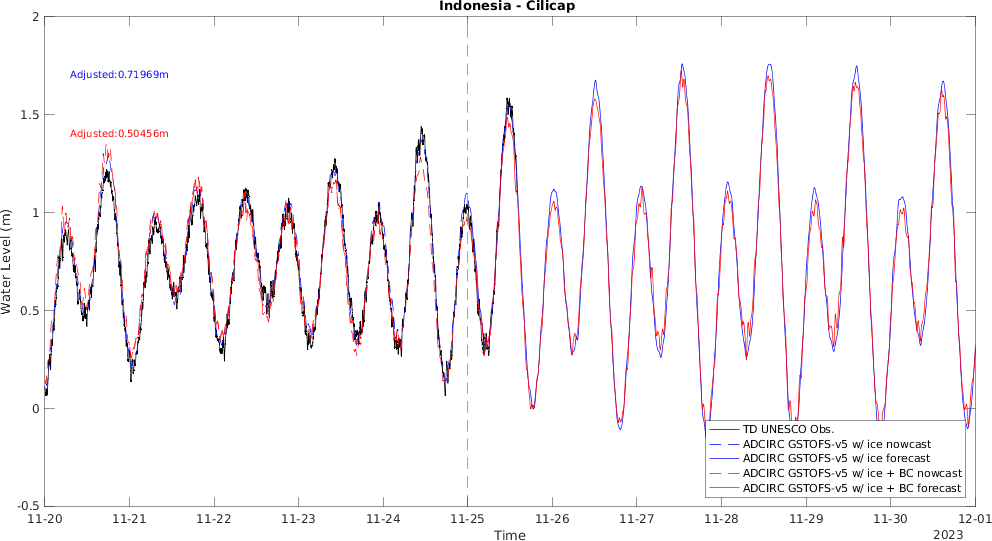 Indonesia - Cilicap
2
1.5
1
0.5
0
-0.5
Water Level (m)
Adjusted:0.71969m
Adjusted:0.50456m
TD UNESCO Obs.
ADCIRC GSTOFS-v5 w/ ice nowcast
ADCIRC GSTOFS-v5 w/ ice forecast
ADCIRC GSTOFS-v5 w/ ice + BC nowcast
ADCIRC GSTOFS-v5 w/ ice + BC forecast
11-20 11-21 11-22 11-23 11-24 11-25 11-26 11-27 11-28 11-29 11-30 12-01
Time
2023